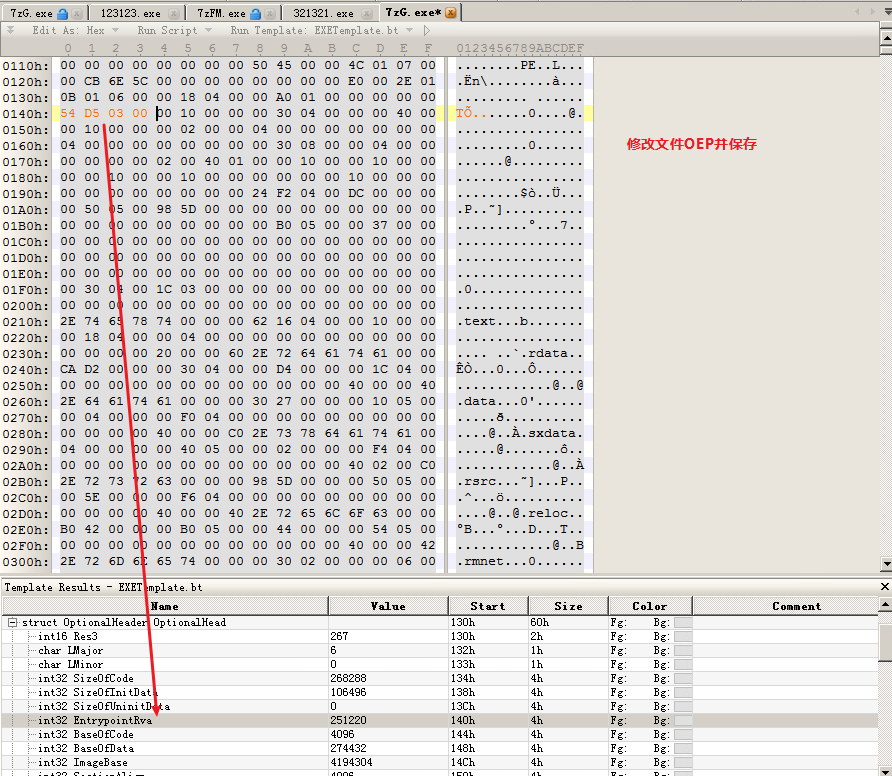 7zG.exe 123123.exe 7zFM.exe 321321.exe 7zG.exe*
Edit As: Hex Run Script Run Template: EXETemplate.bt
0 1 2 3 4 5 6 7 8 9 A B C D E F 0123456789ABCDEF
0110h: 00 00 00 00 00 00 00 00 50 45 00 00 4C 01 07 00 ........PE..L...
0120h: 00 CB 6E 5C 00 00 00 00 00 00 00 00 E0 00 2E 01 .Ën\........à...
0130h: 0B 01 06 00 00 18 04 00 00 A0 01 00 00 00 00 00
0140h: 54 D5 03 00 00 10 00 00 00 30 04 00 00 00 40 00 TÕ.......0....@.
修改文件OEP并保存
0150h: 00 10 00 00 00 02 00 00 04 00 00 00 00 00 00 00 ................
0160h: 04 00 00 00 00 00 00 00 00 30 08 00 00 04 00 00 .........0......
0170h: 00 00 00 00 02 00 40 01 00 00 10 00 00 10 00 00 ......@.........
0180h: 00 00 10 00 00 10 00 00 00 00 00 00 10 00 00 00 ................
0190h: 00 00 00 00 00 00 00 00 24 F2 04 00 DC 00 00 00 ........$ò..Ü...
01A0h: 00 50 05 00 98 5D 00 00 00 00 00 00 00 00 00 00 .P..˜]..........
01B0h: 00 00 00 00 00 00 00 00 00 B0 05 00 00 37 00 00 .........°...7..
01C0h: 00 00 00 00 00 00 00 00 00 00 00 00 00 00 00 00 ................
01D0h: 00 00 00 00 00 00 00 00 00 00 00 00 00 00 00 00 ................
01E0h: 00 00 00 00 00 00 00 00 00 00 00 00 00 00 00 00 ................
01F0h: 00 30 04 00 1C 03 00 00 00 00 00 00 00 00 00 00 .0..............
0200h: 00 00 00 00 00 00 00 00 00 00 00 00 00 00 00 00 ................
0210h: 2E 74 65 78 74 00 00 00 62 16 04 00 00 10 00 00 .text...b.......
0220h: 00 18 04 00 00 04 00 00 00 00 00 00 00 00 00 00 ................
0230h: 00 00 00 00 20 00 00 60 2E 72 64 61 74 61 00 00 .... ..`.rdata..
0240h: CA D2 00 00 00 30 04 00 00 D4 00 00 00 1C 04 00 ÊÒ...0...Ô......
0250h: 00 00 00 00 00 00 00 00 00 00 00 00 40 00 00 40 ............@..@
0260h: 2E 64 61 74 61 00 00 00 30 27 00 00 00 10 05 00 .data...0'......
0270h: 00 04 00 00 00 F0 04 00 00 00 00 00 00 00 00 00 .....ð..........
0280h: 00 00 00 00 40 00 00 C0 2E 73 78 64 61 74 61 00 ....@..À.sxdata.
0290h: 04 00 00 00 00 40 05 00 00 02 00 00 00 F4 04 00 .....@.......ô..
02A0h: 00 00 00 00 00 00 00 00 00 00 00 00 40 02 00 C0 ............@..À
02B0h: 2E 72 73 72 63 00 00 00 98 5D 00 00 00 50 05 00 .rsrc...˜]...P..
02C0h: 00 5E 00 00 00 F6 04 00 00 00 00 00 00 00 00 00 .^...ö..........
02D0h: 00 00 00 00 40 00 00 40 2E 72 65 6C 6F 63 00 00 ....@..@.reloc..
02E0h: B0 42 00 00 00 B0 05 00 00 44 00 00 00 54 05 00 °B...°...D...T..
02F0h: 00 00 00 00 00 00 00 00 00 00 00 00 40 00 00 42 ............@..B
0300h: 2E 72 6D 6E 65 74 00 00 00 30 02 00 00 00 06 00 .rmnet...0......
Template Results - EXETemplate.bt
Name Value Start Size Color Comment
struct OptionalHeader OptionalHead 130h 60h Fg: Bg:
int16 Res3 267 130h 2h Fg: Bg:
char LMajor 6 132h 1h Fg: Bg:
char LMinor 0 133h 1h Fg: Bg:
int32 SizeOfCode 268288 134h 4h Fg: Bg:
int32 SizeOfInitData 106496 138h 4h Fg: Bg:
int32 SizeOfUninitData 0 13Ch 4h Fg: Bg:
int32 EntrypointRva 251220 140h 4h Fg: Bg:
int32 BaseOfCode 4096 144h 4h Fg: Bg:
int32 BaseOfData 274432 148h 4h Fg: Bg:
int32 ImageBase 4194304 14Ch 4h Fg: Bg: